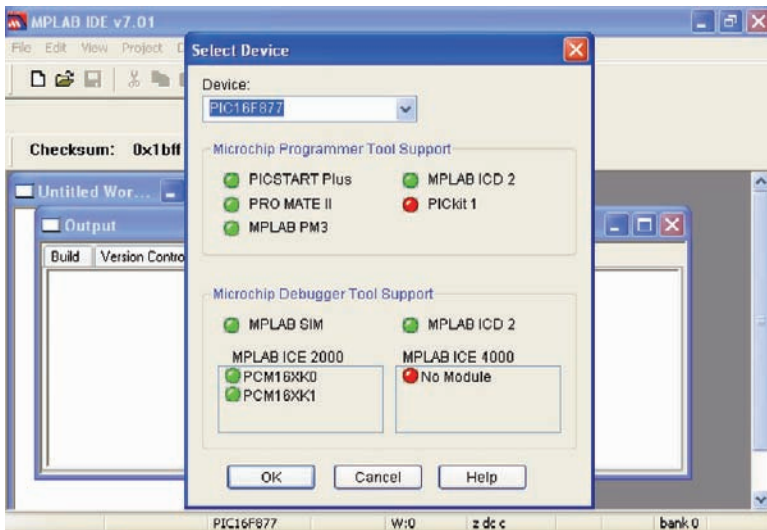 MPLAB IDE v7.01
File Edit View Project
Select Device
Device:
PIC16F877
Checksum: 0x1bff
Microchip Programmer Tool Support
PICSTART Plus MPLAB ICD 2
PRO MATE II PICkit 1
MPLAB PM3
Untitled Wor...
Output
Build Version Contro
Microchip Debugger Tool Support
MPLAB SIM MPLAB ICD 2
MPLAB ICE 2000 MPLAB ICE 4000
PCM16XK0 No Module
PCM16XK1
OK Cancel Help
PIC16F877 W:0 z dc c bank 0